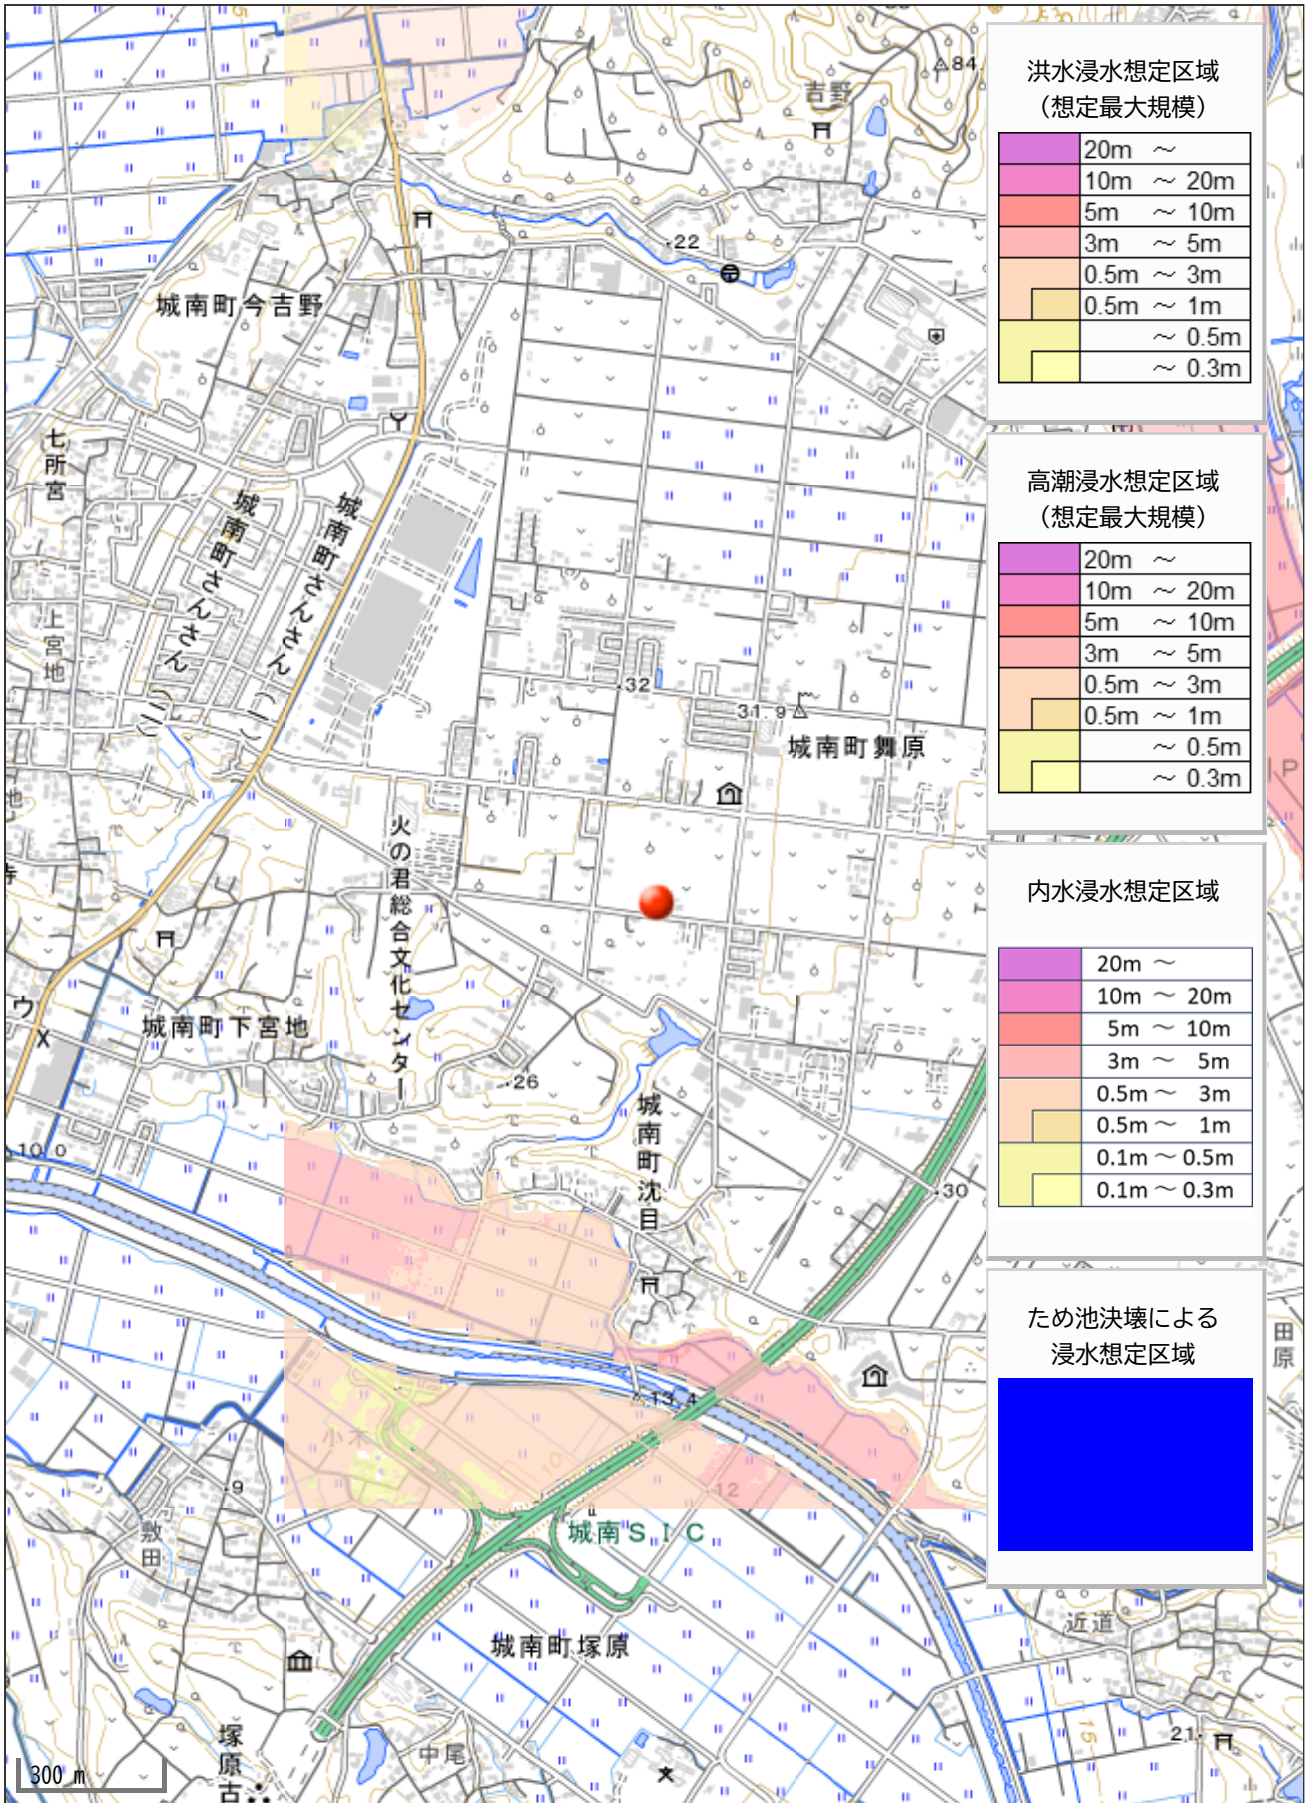 84.
吉野
22
城南町今吉野
七所宮
城南町さんさん
城南町さんさん
上宮地
32
31.9
城南町舞原
火の君総合文化センター
城南町下宮地
26
城南町沈目
10.0
30
13.4
小木
10
12
9
敷田
城南SIC
城南町塚原
近道
塚原古
中尾
15
21
田原
300 m
洪水浸水想定区域
(想定最大規模)
20m ～
10m ～ 20m
5m ～ 10m
3m ～ 5m
0.5m ～ 3m
0.5m ～ 1m
～ 0.5m
～ 0.3m
高潮浸水想定区域
(想定最大規模)
20m ～
10m ～ 20m
5m ～ 10m
3m ～ 5m
0.5m ～ 3m
0.5m ～ 1m
～ 0.5m
～ 0.3m
内水浸水想定区域
20m ～
10m ～ 20m
5m ～ 10m
3m ～ 5m
0.5m ～ 3m
0.5m ～ 1m
0.1m ～ 0.5m
0.1m ～ 0.3m
ため池決壊による
浸水想定区域